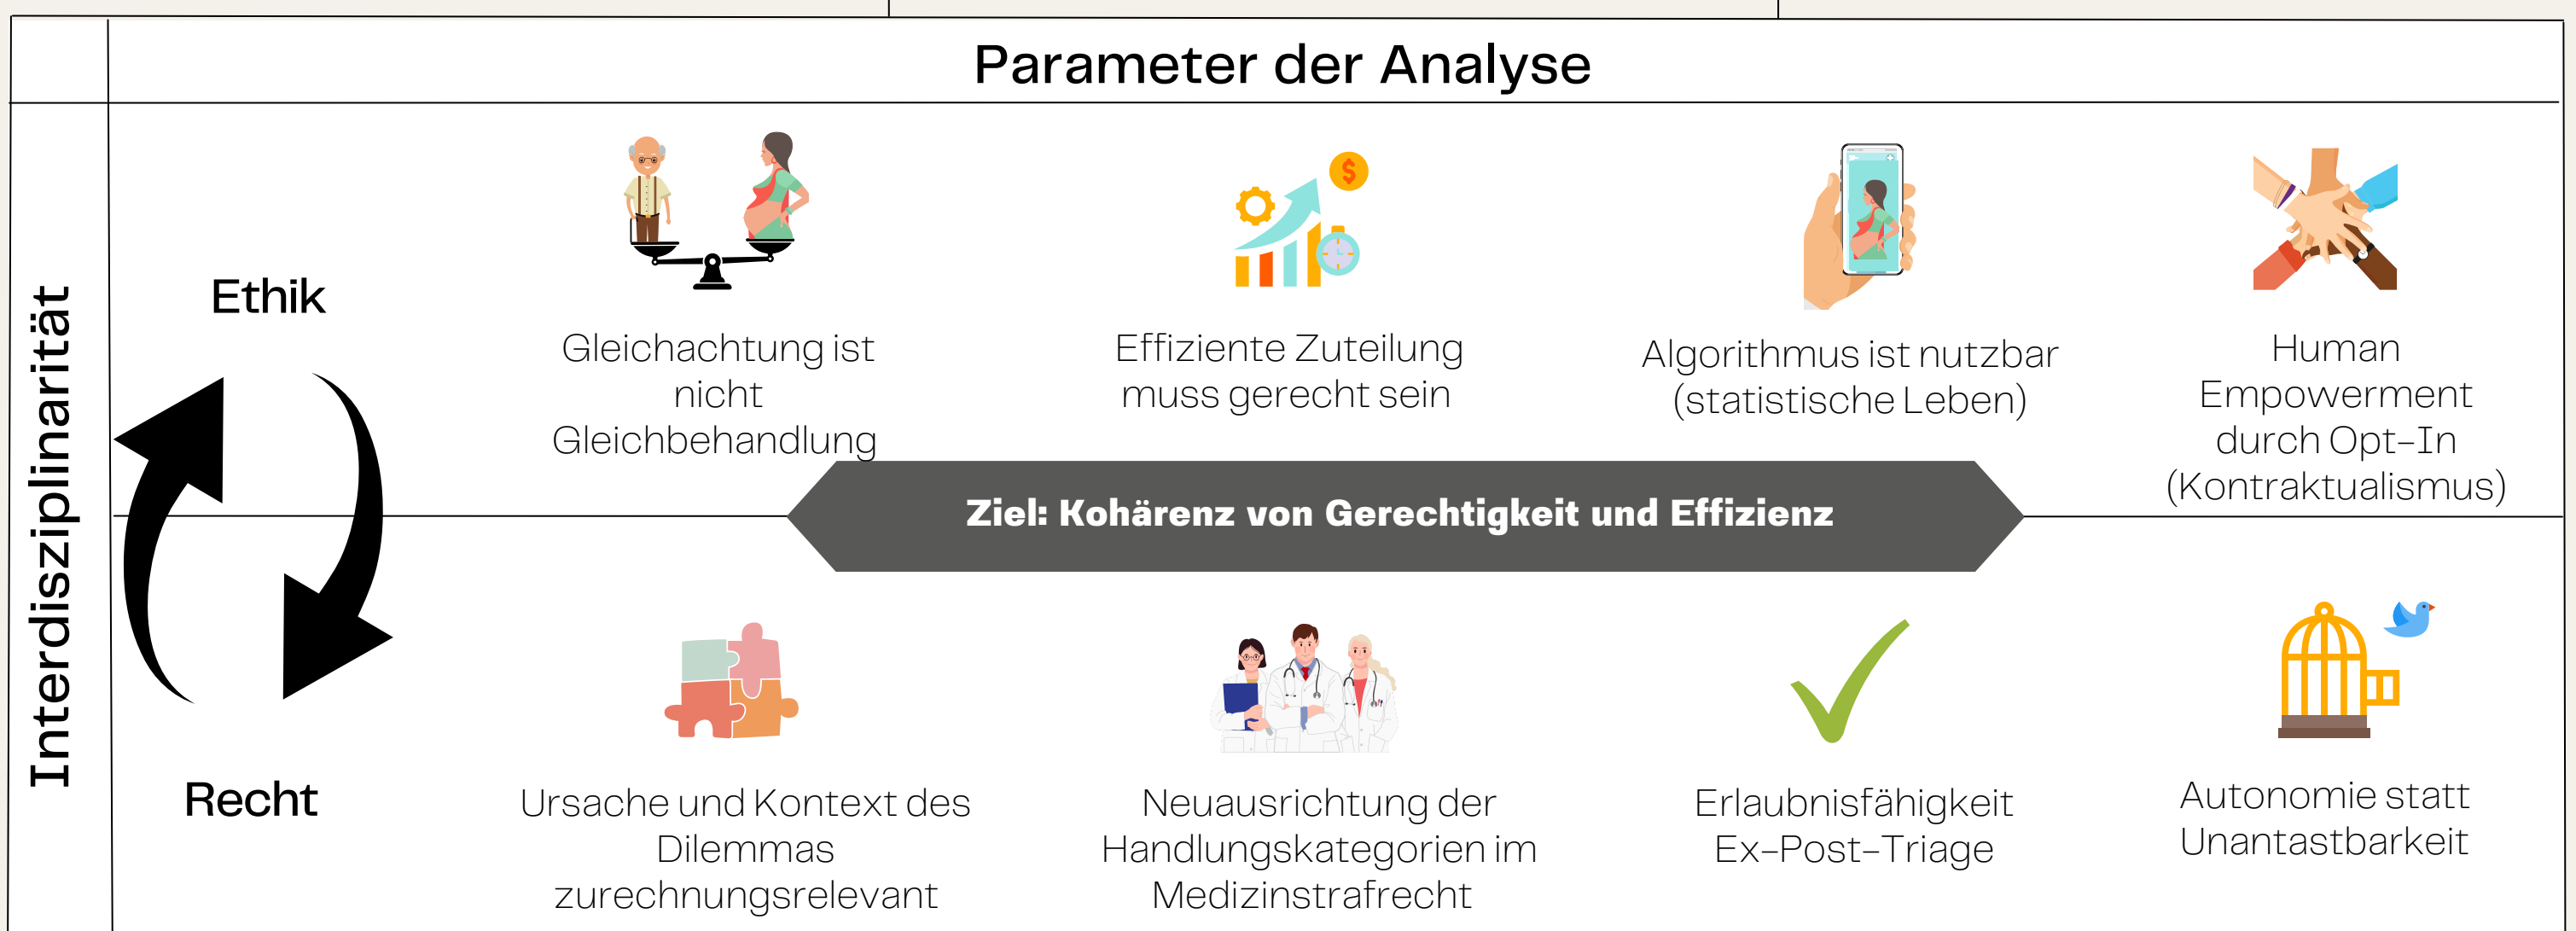 Parameter der Analyse
Interdisziplinarität
Ethik
Gleichachtung ist
nicht
Gleichbehandlung
Effiziente Zuteilung
muss gerecht sein
Algorithmus ist nutzbar
(statistische Leben)
Human
Empowerment
durch Opt-In
(Kontraktualismus)
Ziel: Kohärenz von Gerechtigkeit und Effizienz
Recht
Ursache und Kontext des
Dilemmas
zurechnungsrelevant
Neuausrichtung der
Handlungskategorien im
Medizinstrafrecht
Erlaubnisfähigkeit
Ex-Post-Triage
Autonomie statt
Unantastbarkeit